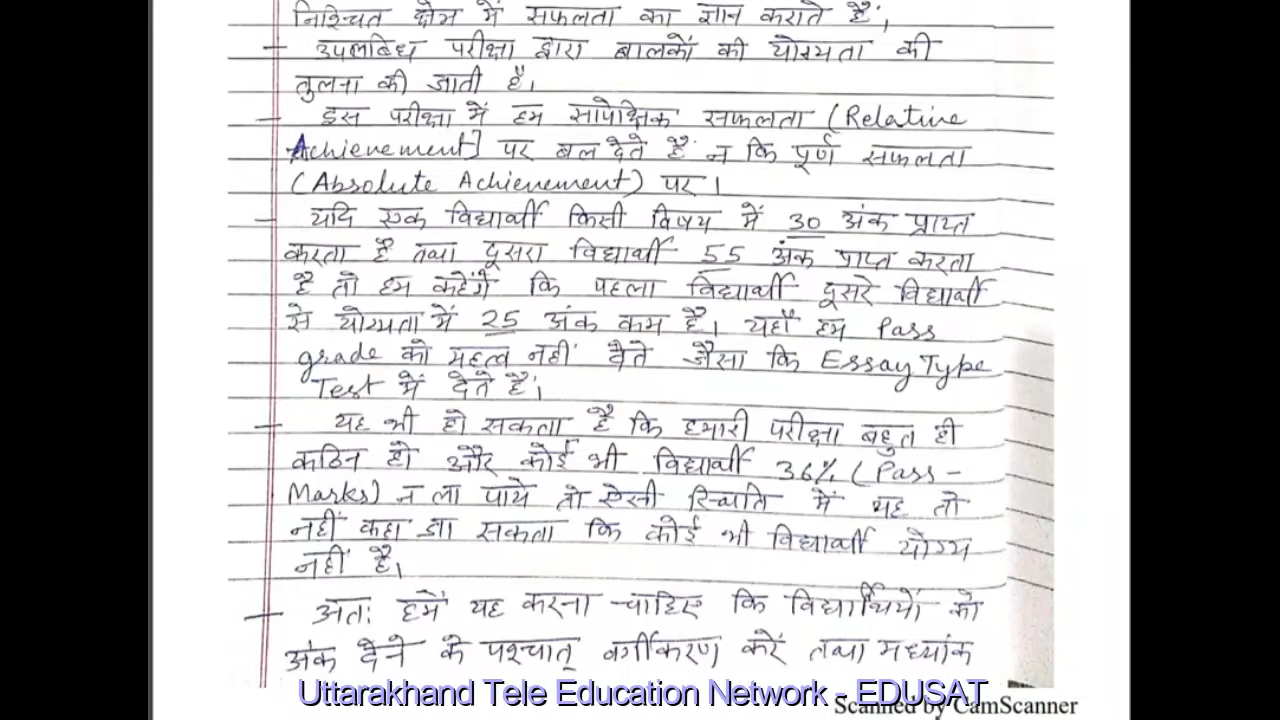 निश्चित क्षेत्र में सफलता का ज्ञान कराते हैं,
- उपलब्धि परीक्षा द्वारा बालकों की योग्यता की
तुलना की जाती है।
- इस परीक्षा में हम सापेक्षिक सफलता (Relative
Achievement] पर बल देते हैं न कि पूर्ण सफलता
(Absolute Achievement) पर।
- यदि एक विद्यार्थी किसी विषय में 30 अंक प्राप्त
करता है तथा दूसरा विद्यार्थी 55 अंक प्राप्त करता
है तो हम कहेंगे कि पहला विद्यार्थी दूसरे विद्यार्थी
से योग्यता में 25 अंक कम है। यहाँ हम Pass
grade को महत्व नहीं देते जैसा कि Essay Type
Test में देते हैं।
- यह भी हो सकता है कि हमारी परीक्षा बहुत ही
कठिन हो और कोई भी विद्यार्थी 36% (Pass-
Marks) न ला पाये तो ऐसी स्थिति में यह तो
नहीं कहा जा सकता कि कोई भी विद्यार्थी योग्य
नहीं है।
- अतः हमें यह करना चाहिए कि विद्यार्थियों को
अंक देने के पश्चात् वर्गीकरण करें तथा मध्यांक
Uttarakhand Tele Education Network - EDUSAT
Scanned by CamScanner